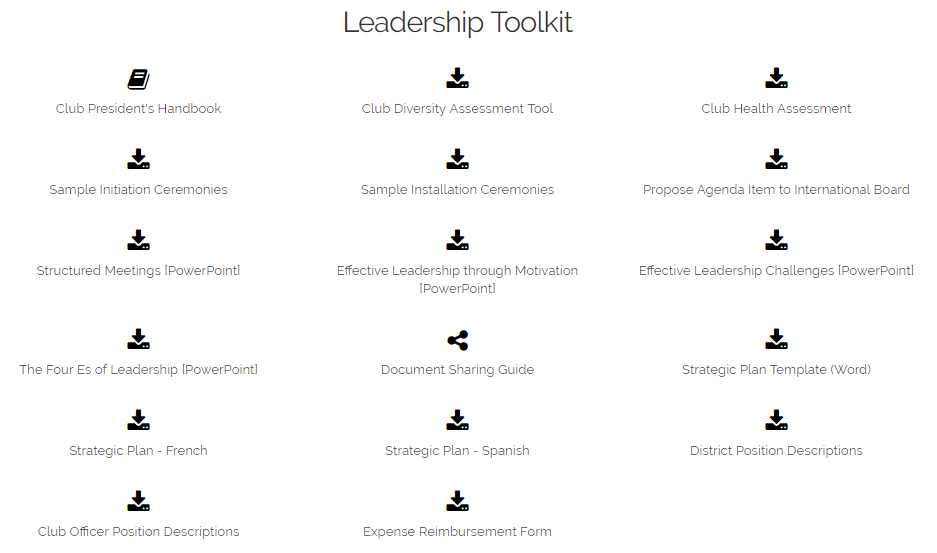 Leadership Toolkit
Club President's Handbook
Club Diversity Assessment Tool
Club Health Assessment
Sample Initiation Ceremonies
Sample Installation Ceremonies
Propose Agenda Item to International Board
Structured Meetings [PowerPoint]
Effective Leadership through Motivation
[PowerPoint]
Effective Leadership Challenges [PowerPoint]
The Four Es of Leadership [PowerPoint]
Document Sharing Guide
Strategic Plan Template (Word)
Strategic Plan - French
Strategic Plan - Spanish
District Position Descriptions
Club Officer Position Descriptions
Expense Reimbursement Form